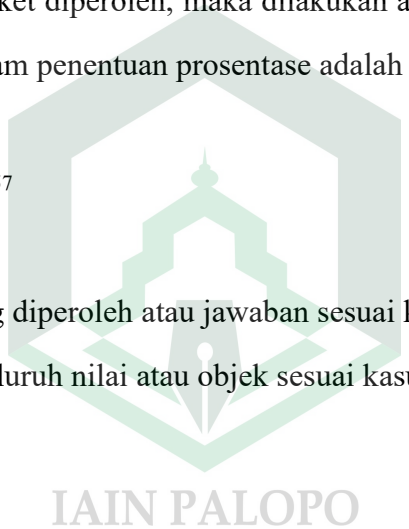 ket diperoleh, maka dilakukan
am penentuan prosentase adalah
7
diperoleh atau jawaban sesuai
luruh nilai atau objek sesuai
IAIN PALOPO